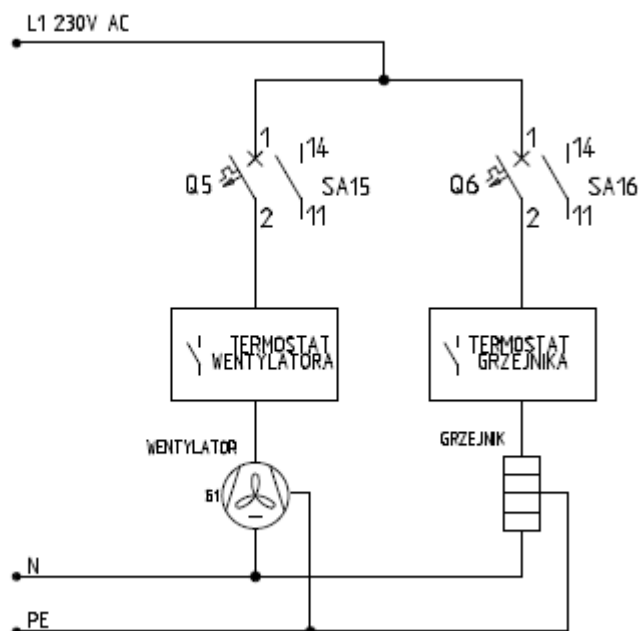 L1 230V AC
1
14
Q5
SA15
2
11
1
14
Q6
SA16
2
11
TERMOSTAT
WENTYLATORA
TERMOSTAT
GRZEJNIKA
WENTYLATOR
GRZEJNIK
G1
N
PE